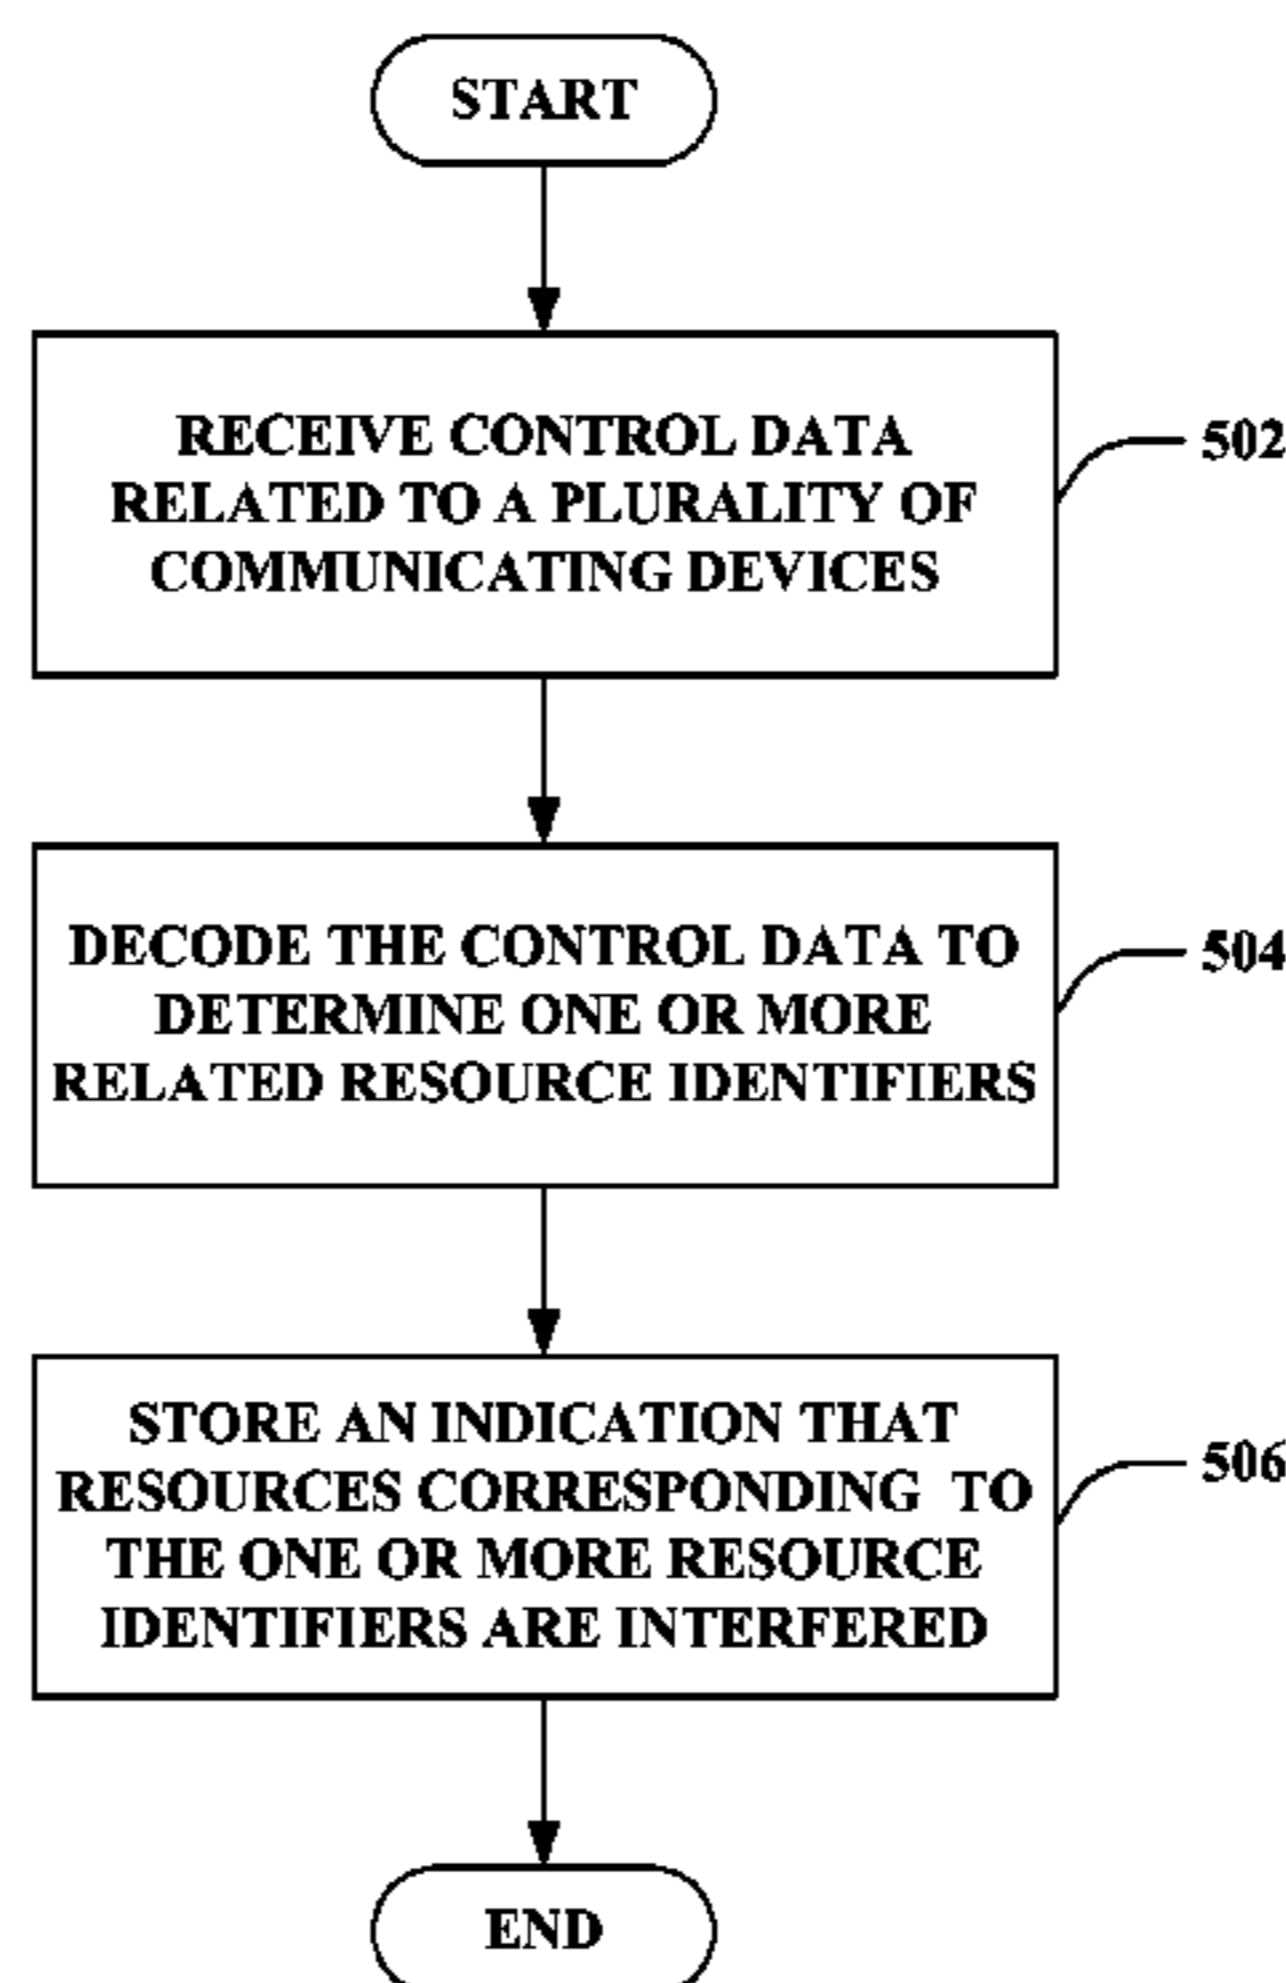 START
RECEIVE CONTROL DATA
RELATED TO A PLURALITY OF
COMMUNICATING DEVICES
502
DECODE THE CONTROL DATA TO
DETERMINE ONE OR MORE
RELATED RESOURCE IDENTIFIERS
504
STORE AN INDICATION THAT
RESOURCES CORRESPONDING TO
THE ONE OR MORE RESOURCE
IDENTIFIERS ARE INTERFERED
506
END